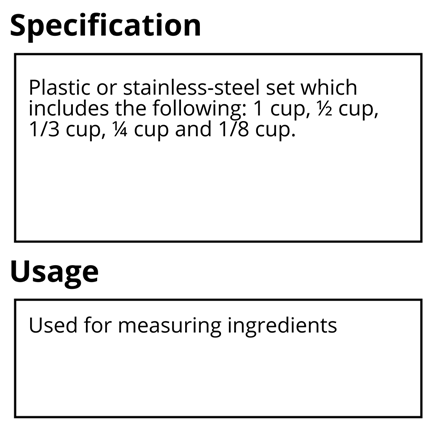 Specification
Plastic or stainless-steel set which
includes the following: 1 cup, ½ cup,
1/3 cup, ¼ cup and 1/8 cup.
Usage
Used for measuring ingredients